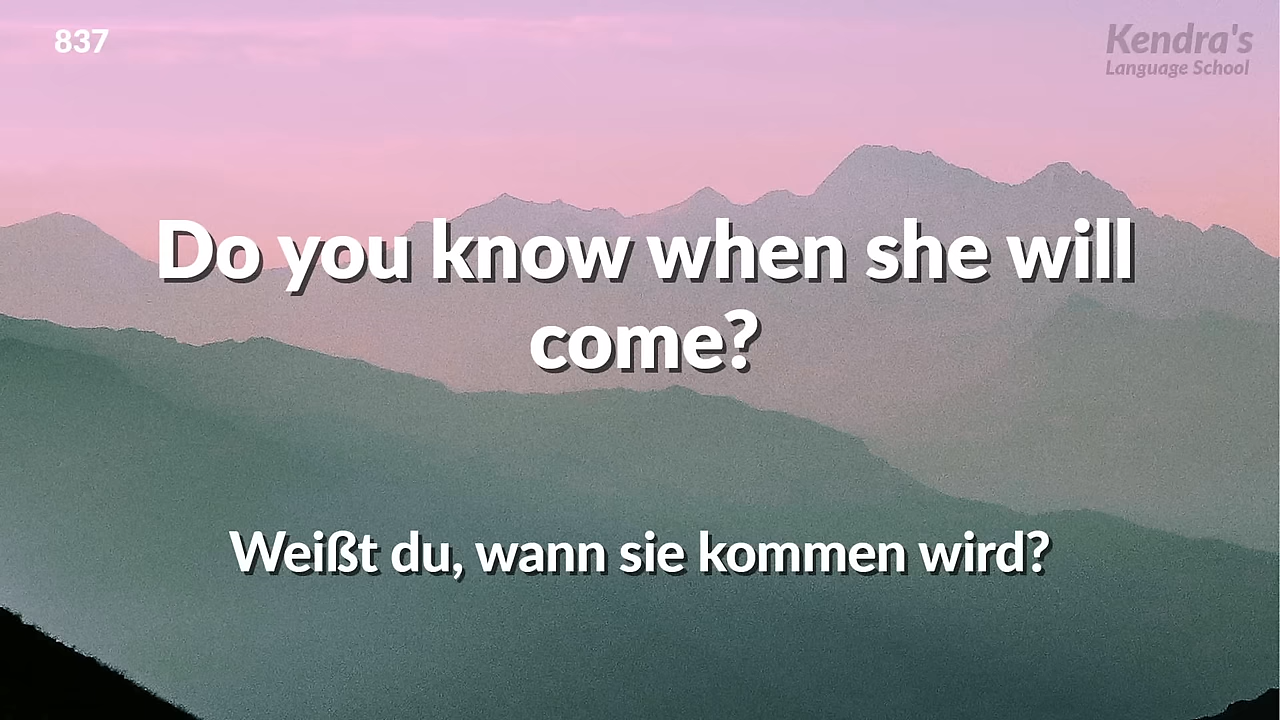 837
Kendra's
Language School
Do you know when she will
come?
Weißt du, wann sie kommen wird?